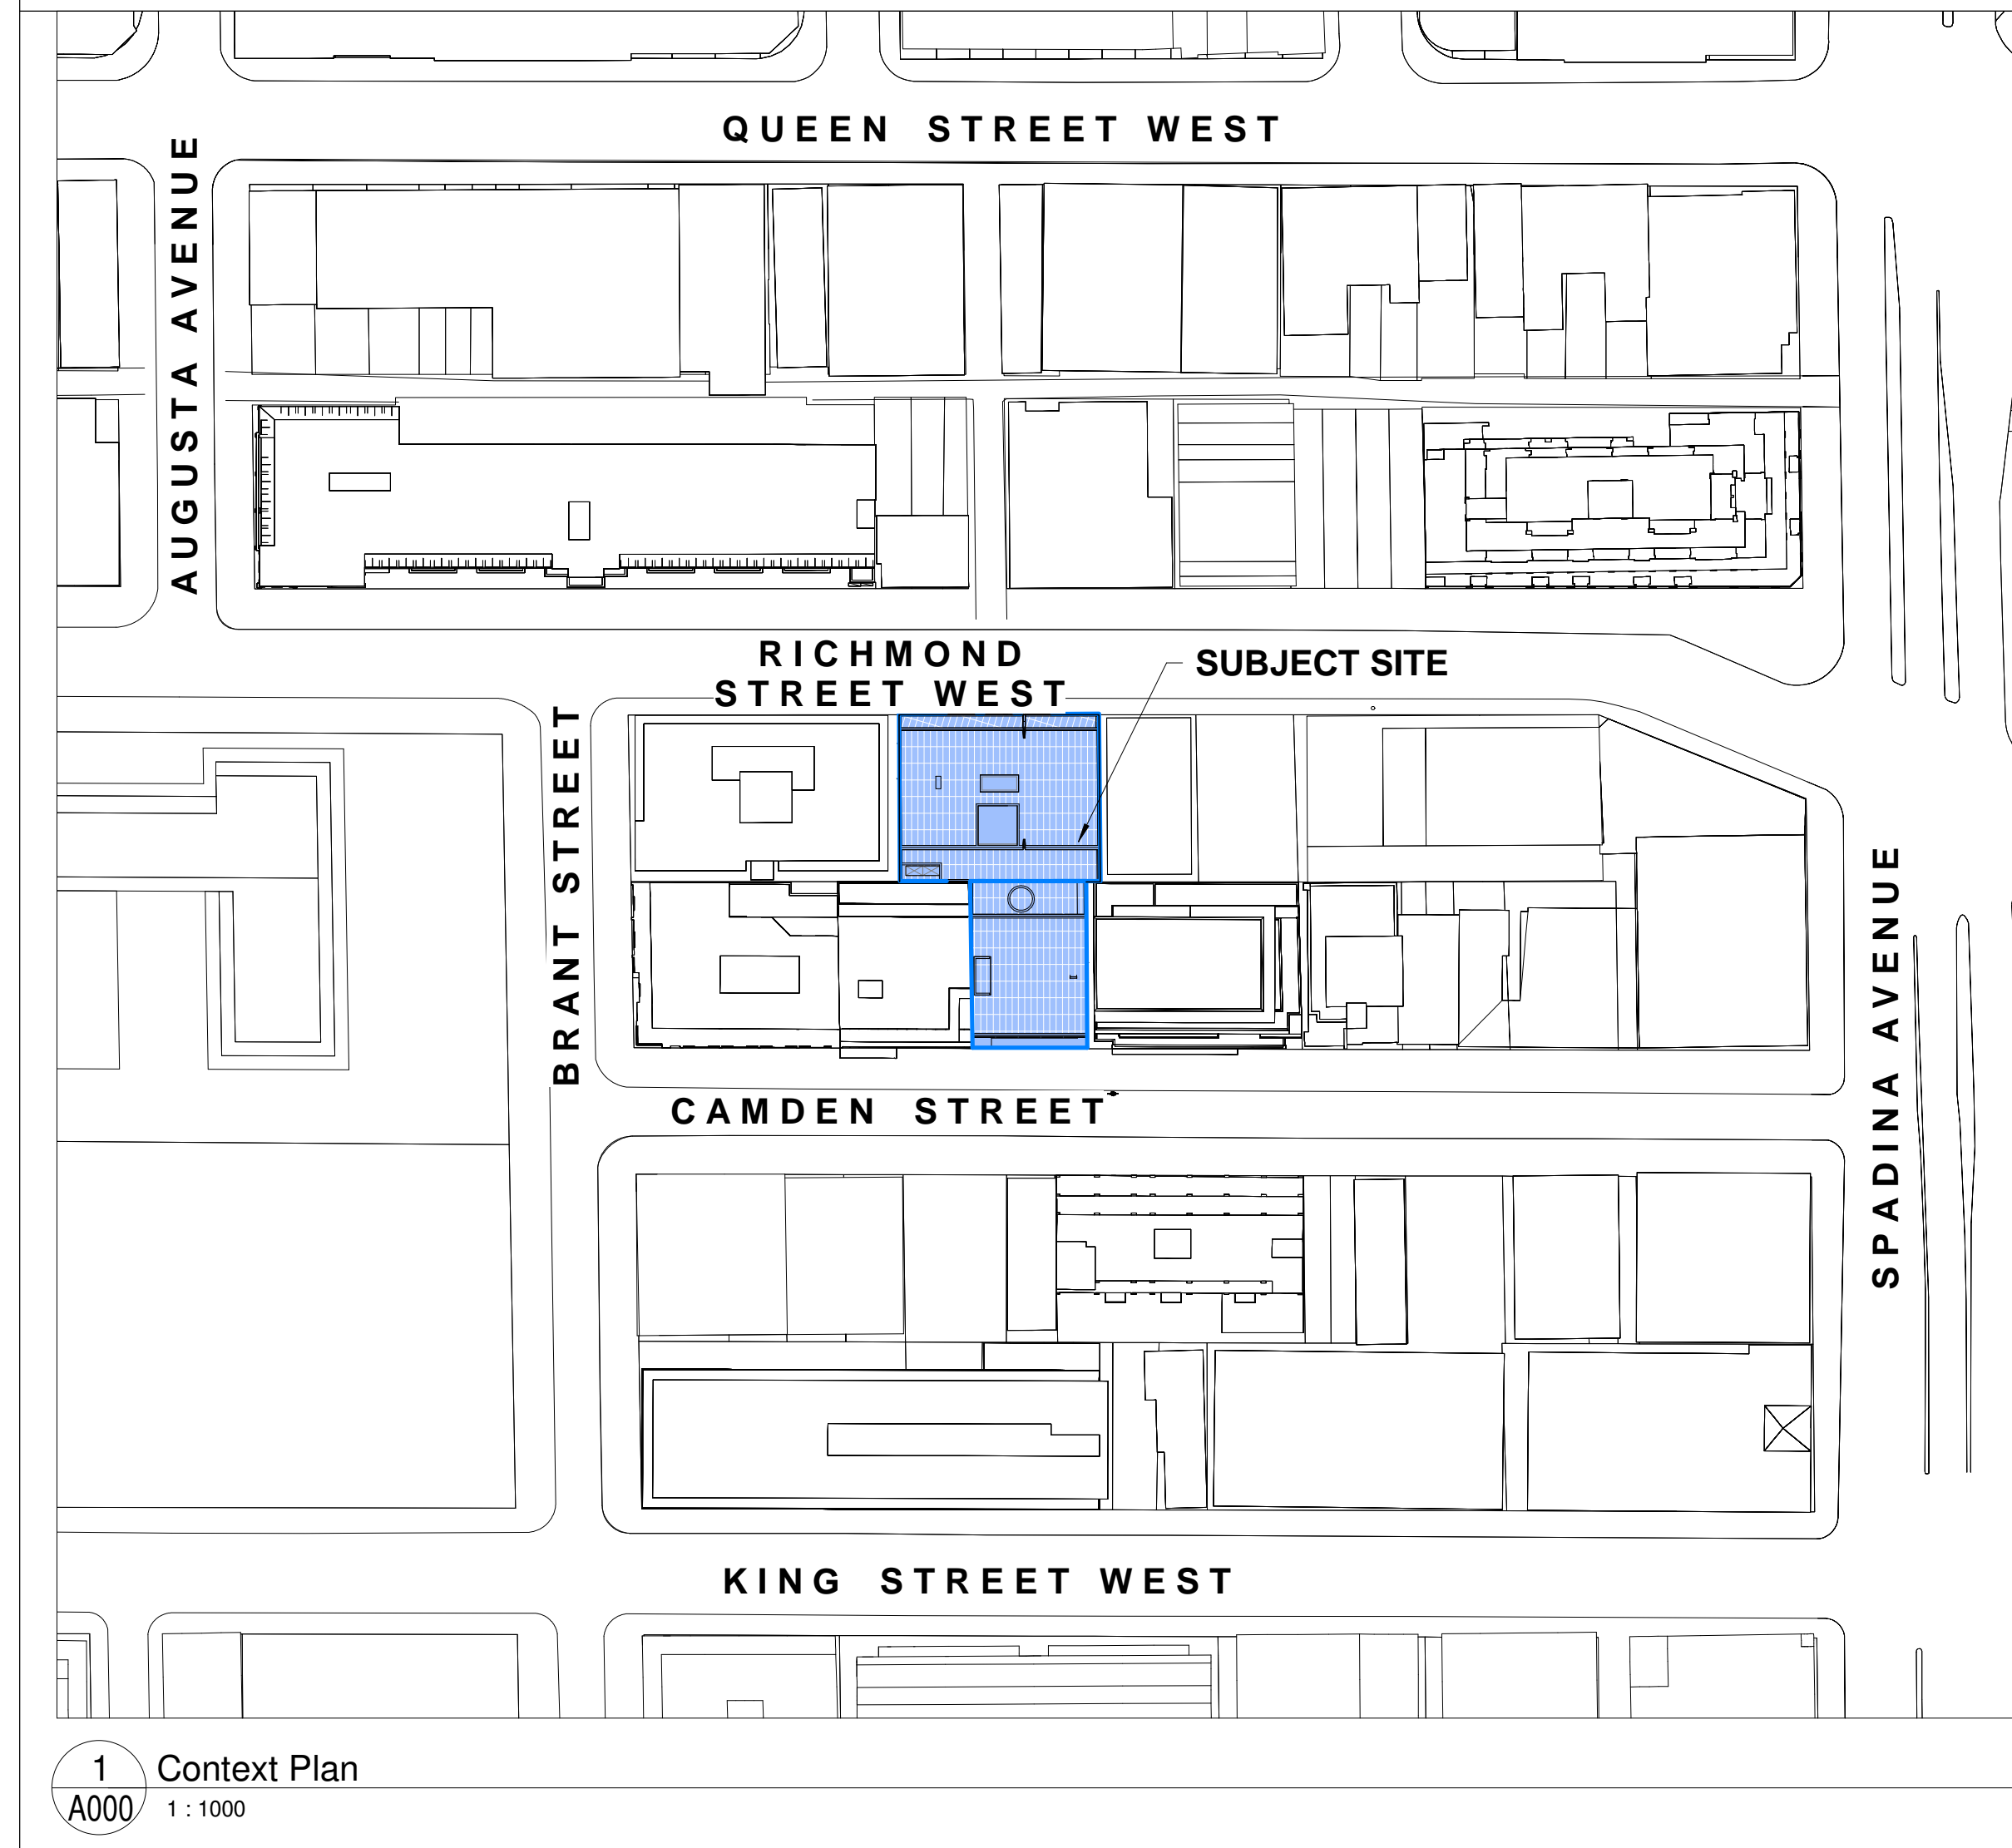 QUEEN STREET WEST
AUGUSTA AVENUE
RICHMOND
STREET WEST
SUBJECT SITE
BRANT STREET
SPADINA AVENUE
CAMDEN STREET
KING STREET WEST
1
Context Plan
A000
1 : 1000